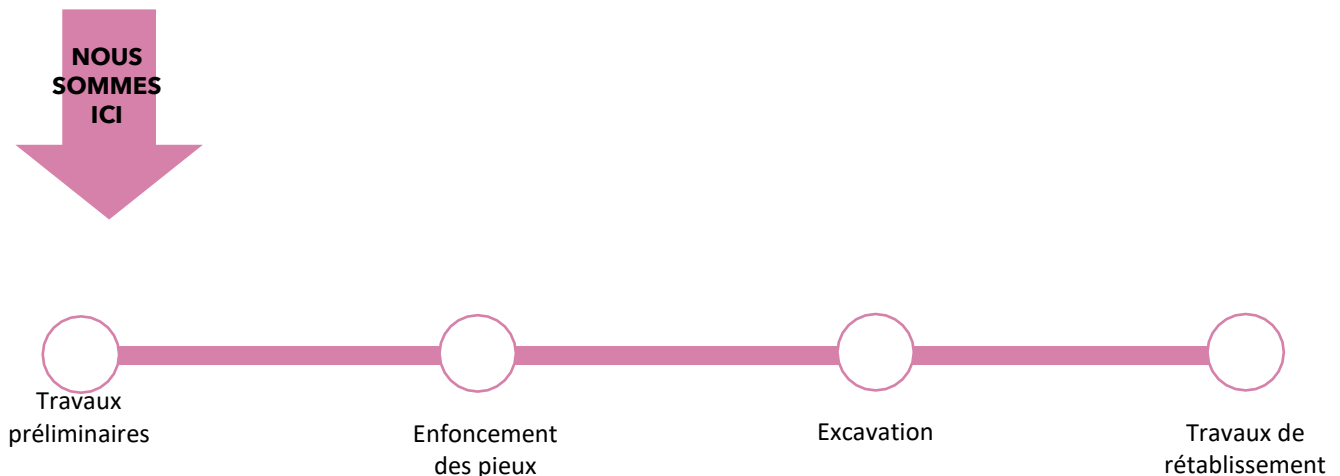 NOUS
SOMMES
ICI
Travaux
préliminaires
Enfoncement
des pieux
Excavation
Travaux de
rétablissement